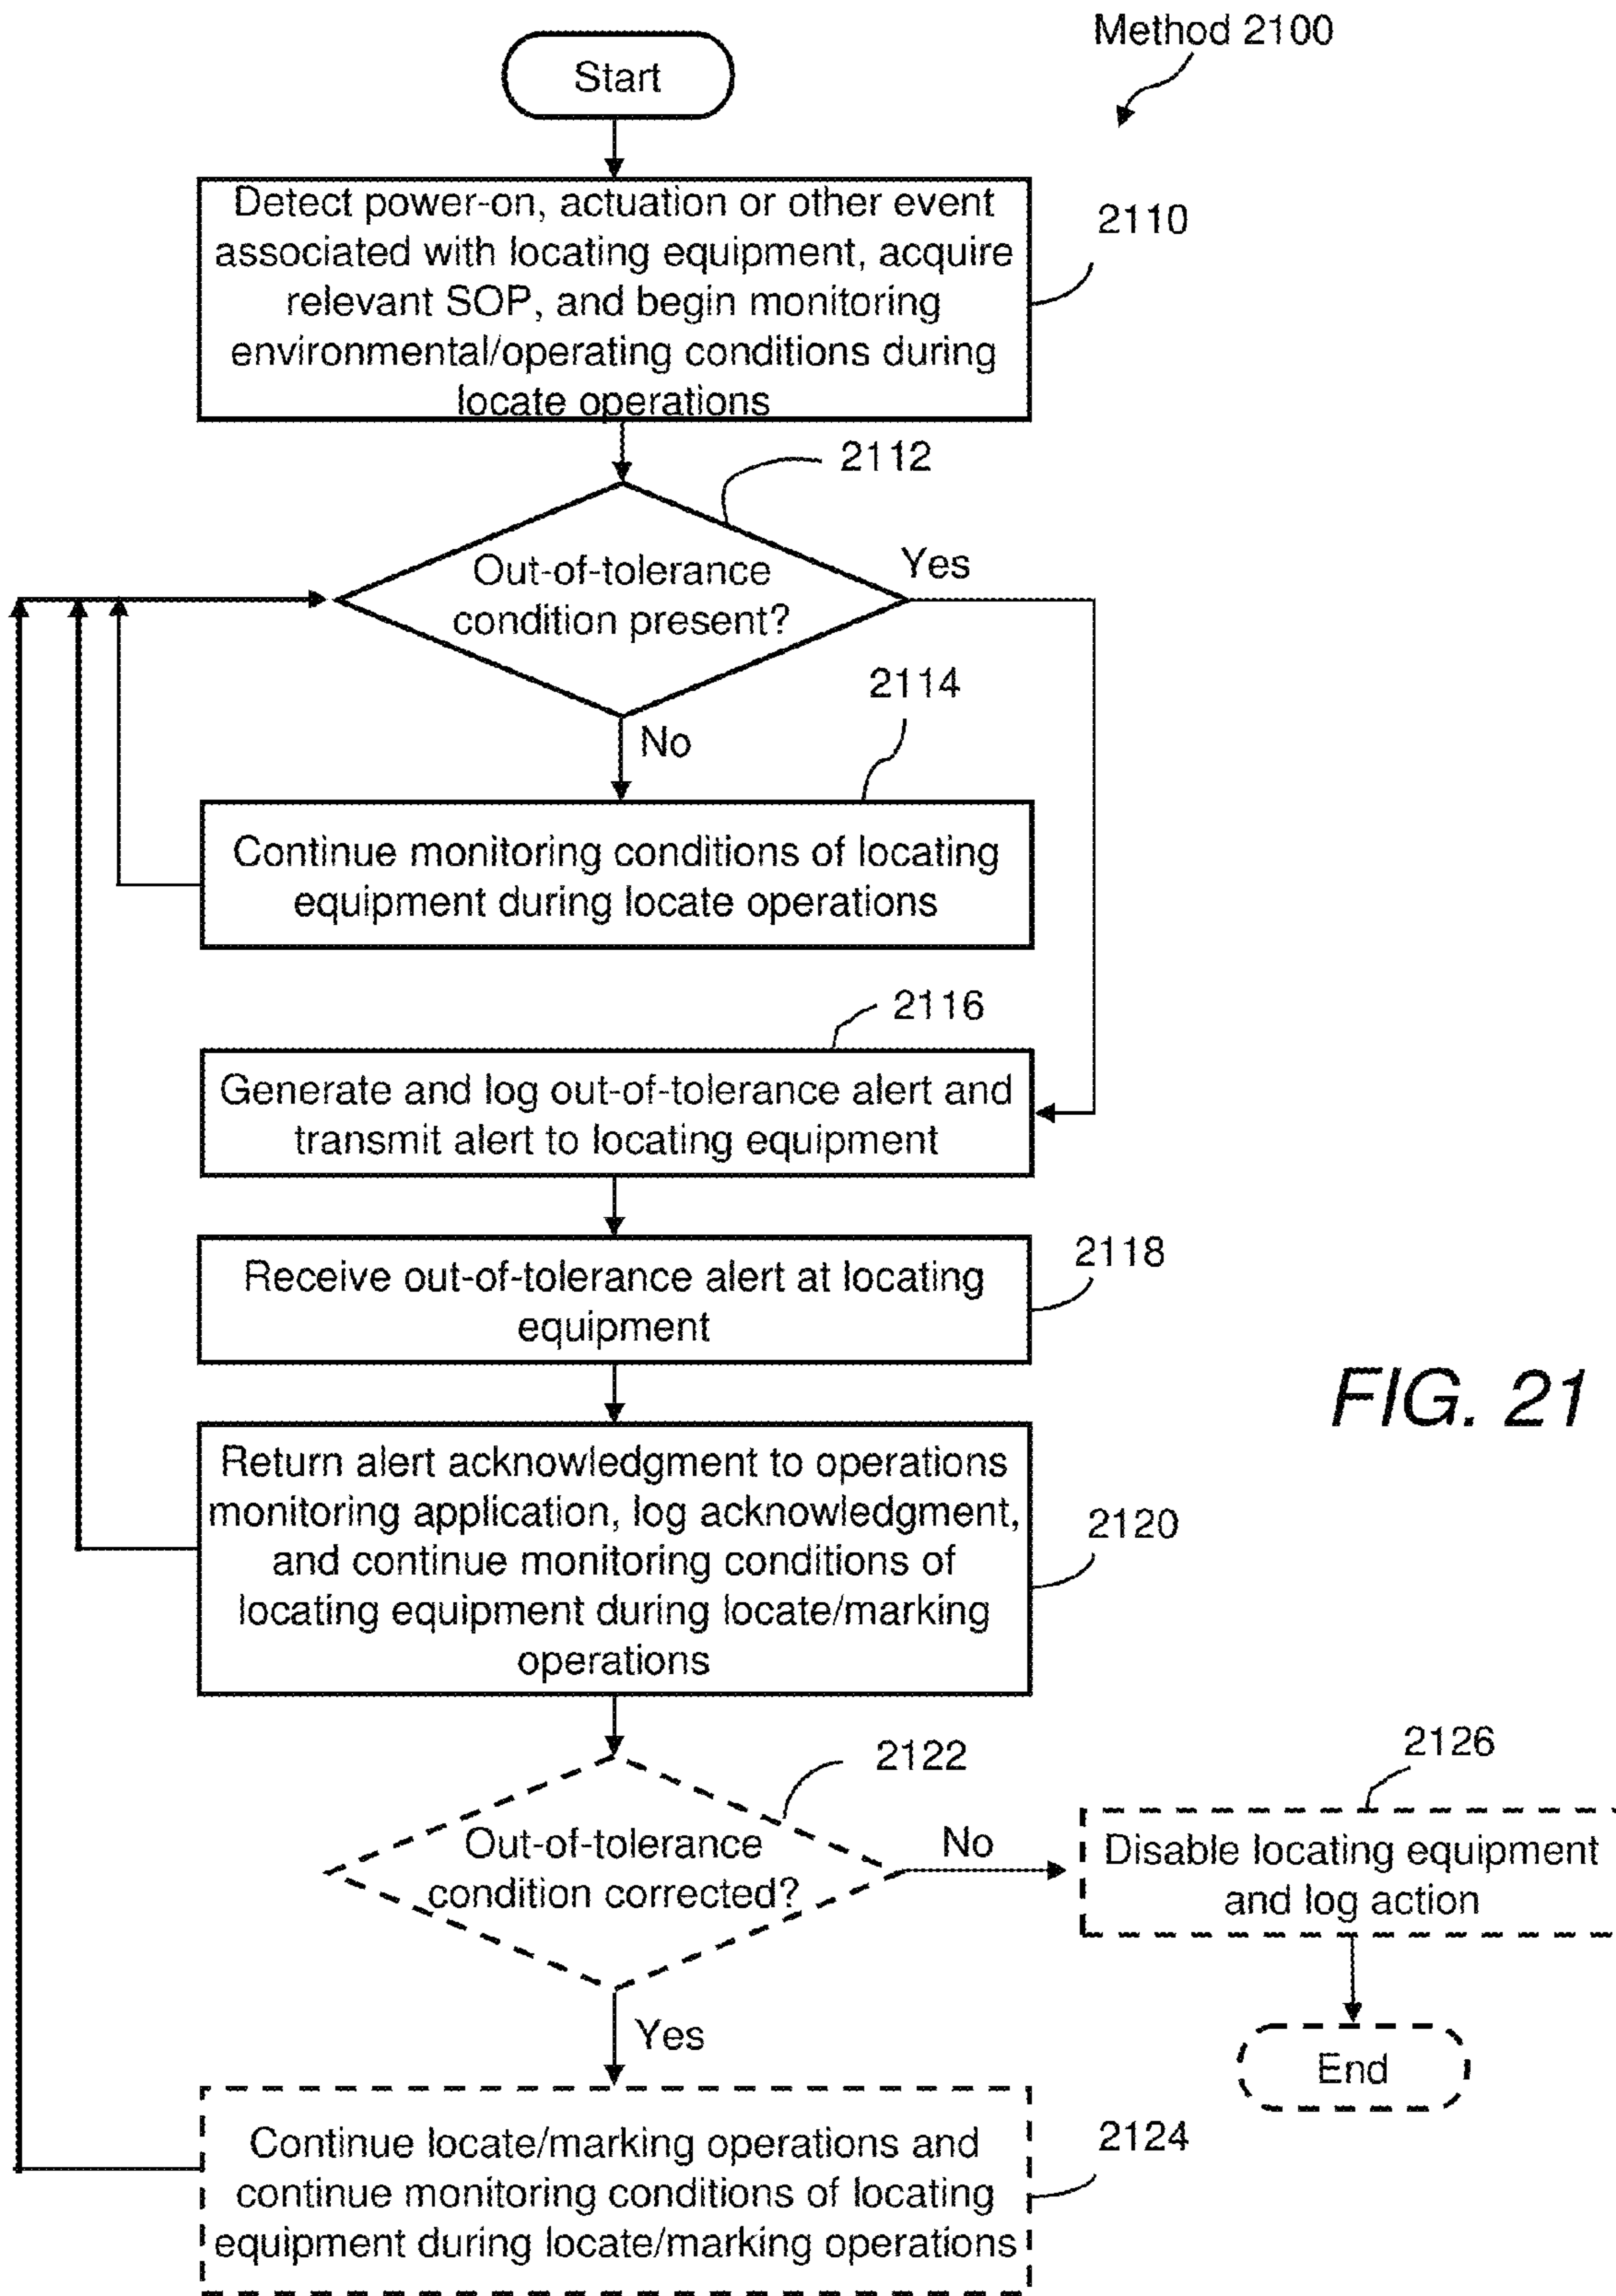 Method 2100
Start
Detect power-on, actuation or other event
associated with locating equipment, acquire
relevant SOP, and begin monitoring
environmental/operating conditions during
locate operations
2110
2112
Out-of-tolerance
condition present?
Yes
No
2114
Continue monitoring conditions of locating
equipment during locate operations
2116
Generate and log out-of-tolerance alert and
transmit alert to locating equipment
Receive out-of-tolerance alert at locating
equipment
2118
FIG. 21
Return alert acknowledgment to operations
monitoring application, log acknowledgment,
and continue monitoring conditions of
locating equipment during locate/marking
operations
2120
2122
Out-of-tolerance
condition corrected?
No
2126
Disable locating equipment
and log action
End
Yes
Continue locate/marking operations and
continue monitoring conditions of locating
equipment during locate/marking operations
2124